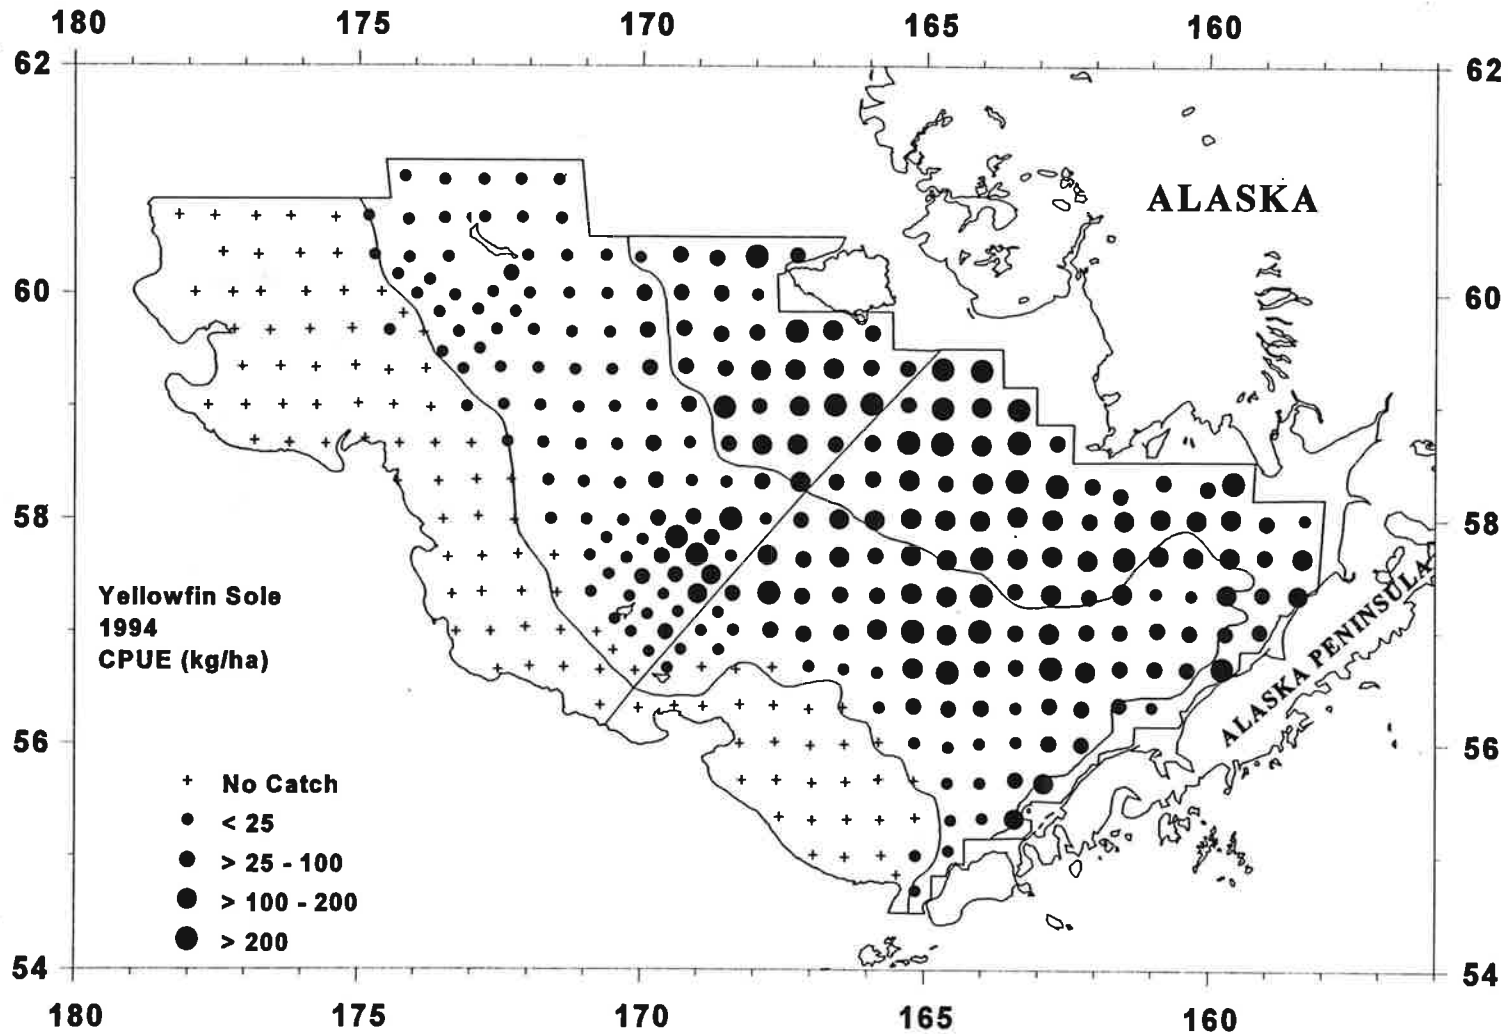 180 175 170 165 160
62 62
ALASKA
60 60
58 58
Yellowfin Sole
1994
CPUE (kg/ha)
ALASKA PENINSULA
56 56
+ No Catch
< 25
> 25 - 100
> 100 - 200
> 200
54 54
180 175 170 165 160